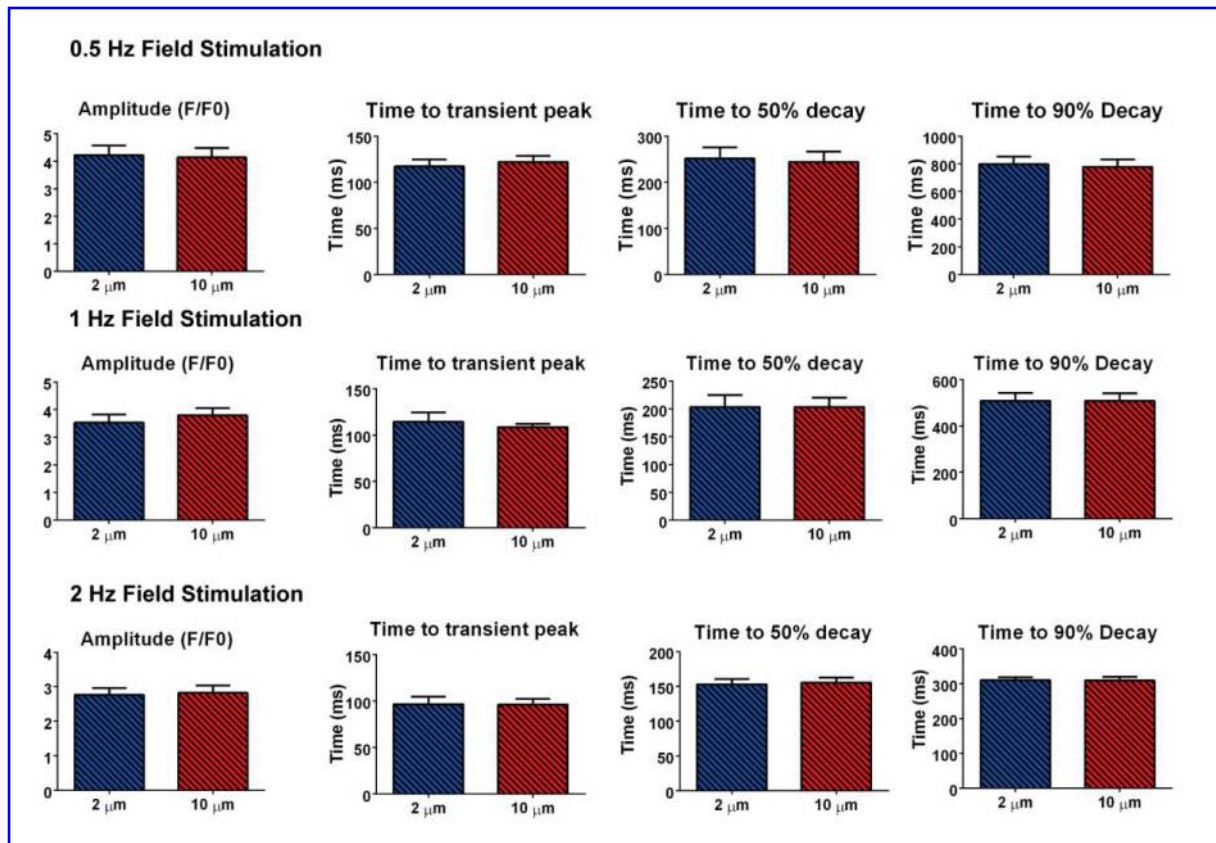 0.5 Hz Field Stimulation
Amplitude (F/F0)
5
4
3
2
1
0
2 μm
10 μm
Time to transient peak
Time (ms)
150
100
50
0
2 μm
10 μm
Time to 50% decay
Time (ms)
300
200
100
0
2 μm
10 μm
Time to 90% Decay
Time (ms)
1000
800
600
400
200
0
2 μm
10 μm
1 Hz Field Stimulation
Amplitude (F/F0)
5
4
3
2
1
0
2 μm
10 μm
Time to transient peak
Time (ms)
150
100
50
0
2 μm
10 μm
Time to 50% decay
Time (ms)
250
200
150
100
50
0
2 μm
10 μm
Time to 90% Decay
Time (ms)
600
400
200
0
2 μm
10 μm
2 Hz Field Stimulation
Amplitude (F/F0)
4
3
2
1
0
2 μm
10 μm
Time to transient peak
Time (ms)
150
100
50
0
2 μm
10 μm
Time to 50% decay
Time (ms)
200
150
100
50
0
2 μm
10 μm
Time to 90% Decay
Time (ms)
400
300
200
100
0
2 μm
10 μm